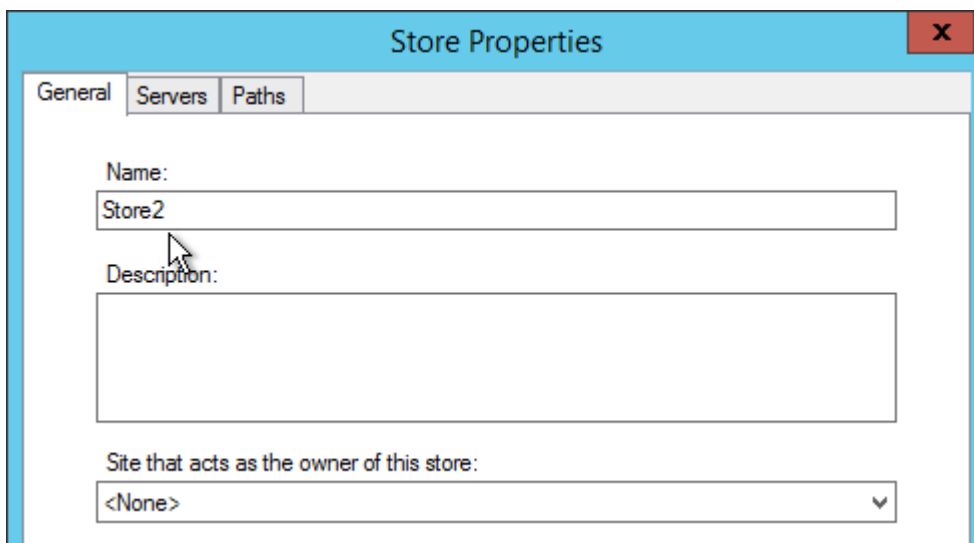 Store Properties
x
General Servers Paths
Name:
Store2
Description:
Site that acts as the owner of this store:
<None>